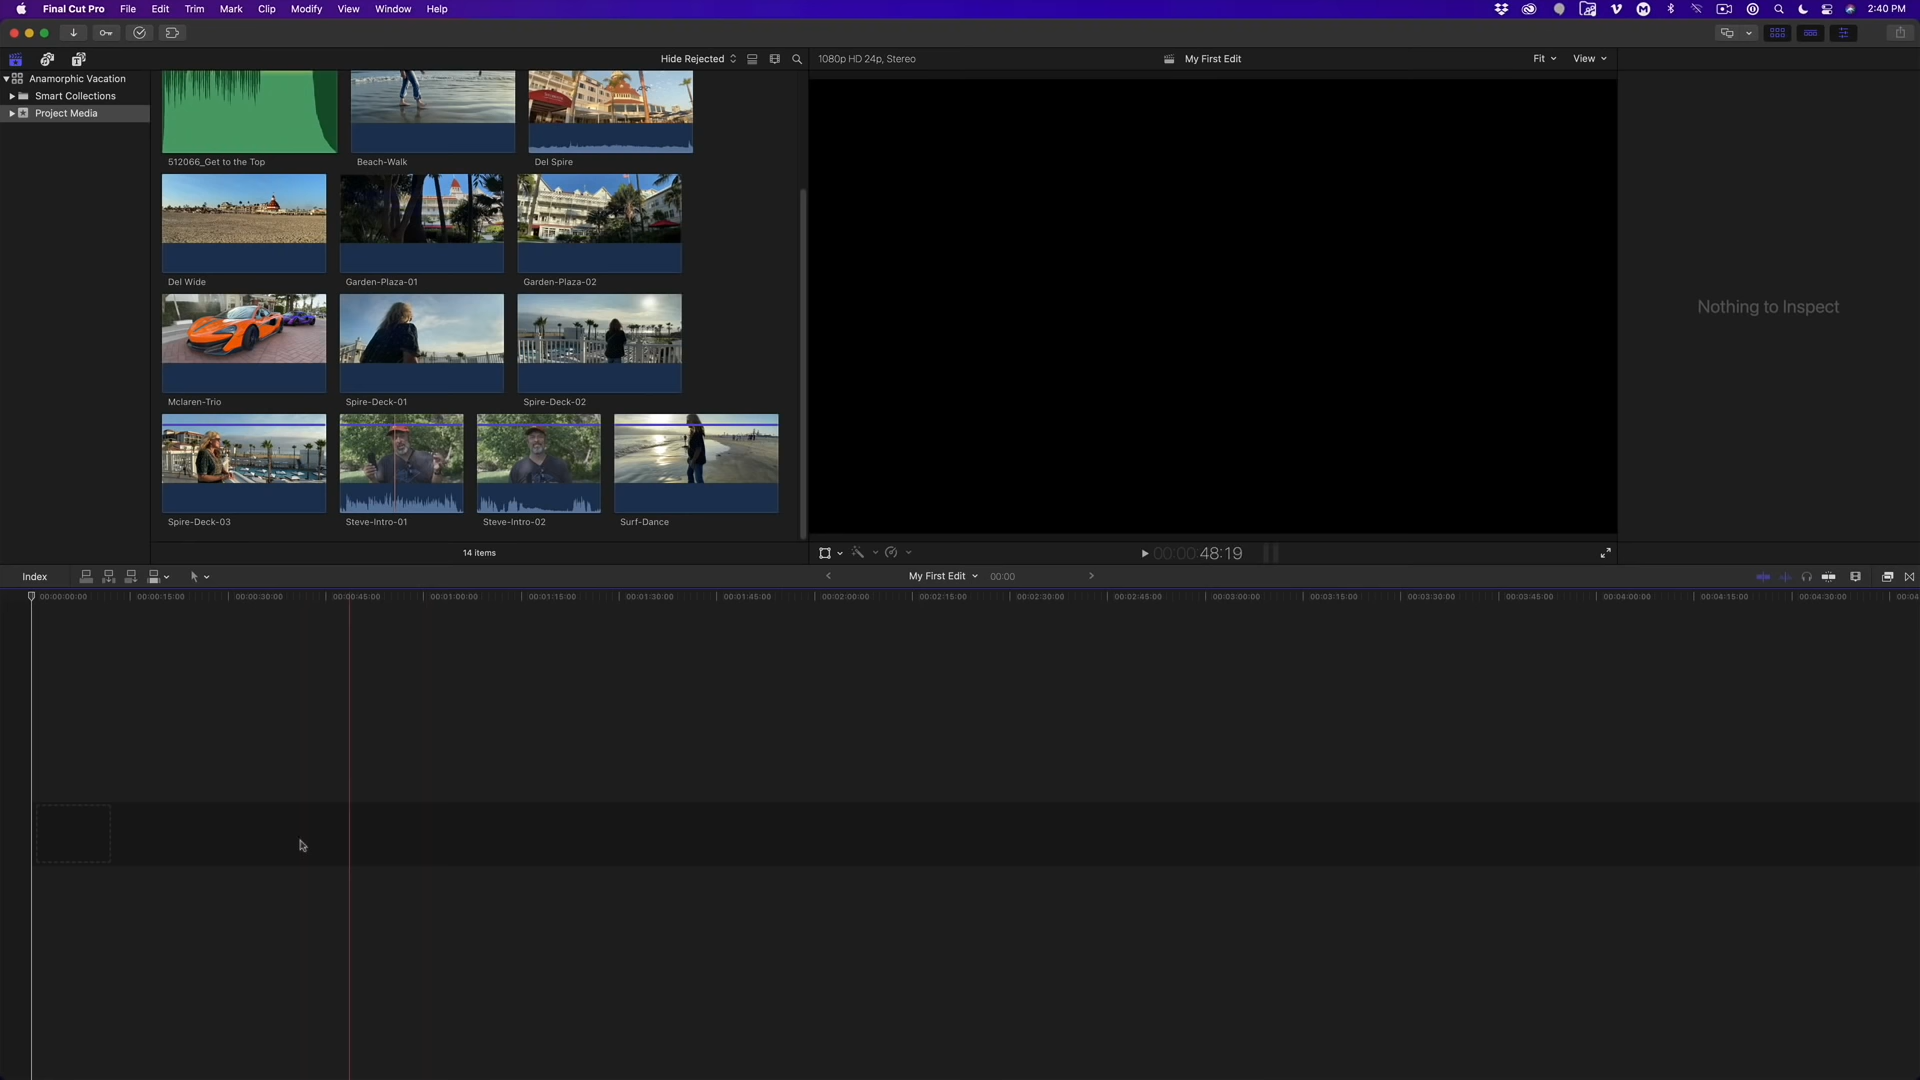 Final Cut Pro File Edit Trim Mark Clip Modify View Window Help 2:40 PM
Hide Rejected 1080p HD 24p, Stereo My First Edit Fit View
Anamorphic Vacation
Smart Collections
Project Media
512066_Get to the Top Beach-Walk Del Spire
Del Wide Garden-Plaza-01 Garden-Plaza-02
Nothing to Inspect
Mclaren-Trio Spire-Deck-01 Spire-Deck-02
Spire-Deck-03 Steve-Intro-01 Steve-Intro-02 Surf-Dance
14 items 00:00:48:19
Index My First Edit 00:00
00:00:00:00 00:00:15:00 00:00:30:00 00:00:45:00 00:01:00:00 00:01:15:00 00:01:30:00 00:01:45:00 00:02:00:00 00:02:15:00 00:02:30:00 00:02:45:00 00:03:00:00 00:03:15:00 00:03:30:00 00:03:45:00 00:04:00:00 00:04:15:00 00:04:30:00 00:04